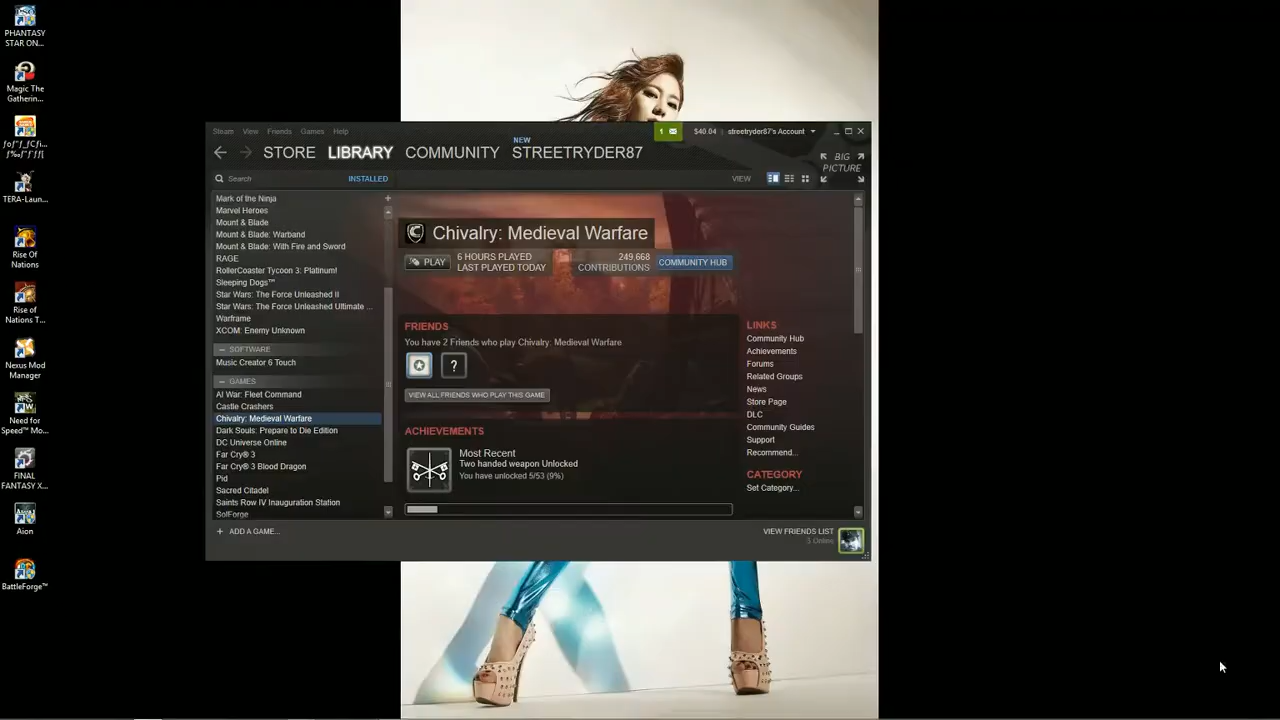 PHANTASY
STAR ON...
Magic The
Gatherin...
TERA-Laun...
Rise Of
Nations
Rise of
Nations T...
Nexus Mod
Manager
Need for
Speed™ Mo...
FINAL
FANTASY X...
Aion
BattleForge™
Steam View Friends Games Help
1 $40.04 streetryder87's Account
STORE LIBRARY COMMUNITY NEW STREETRYDER87
BIG
PICTURE
Search INSTALLED VIEW
Mark of the Ninja
Marvel Heroes
Mount & Blade
Mount & Blade: Warband
Mount & Blade: With Fire and Sword
RAGE
RollerCoaster Tycoon 3: Platinum!
Sleeping Dogs™
Star Wars: The Force Unleashed II
Star Wars: The Force Unleashed Ultimate ...
Warframe
XCOM: Enemy Unknown
— SOFTWARE
Music Creator 6 Touch
— GAMES
AI War: Fleet Command
Castle Crashers
Chivalry: Medieval Warfare
Dark Souls: Prepare to Die Edition
DC Universe Online
Far Cry® 3
Far Cry® 3 Blood Dragon
Pid
Sacred Citadel
Saints Row IV Inauguration Station
SolForge
+ ADD A GAME...
Chivalry: Medieval Warfare
PLAY
6 HOURS PLAYED
LAST PLAYED TODAY
249,668
CONTRIBUTIONS
COMMUNITY HUB
FRIENDS
You have 2 Friends who play Chivalry: Medieval Warfare
?
VIEW ALL FRIENDS WHO PLAY THIS GAME
ACHIEVEMENTS
Most Recent
Two handed weapon Unlocked
You have unlocked 5/53 (9%)
LINKS
Community Hub
Achievements
Forums
Related Groups
News
Store Page
DLC
Community Guides
Support
Recommend...
CATEGORY
Set Category...
VIEW FRIENDS LIST
Online